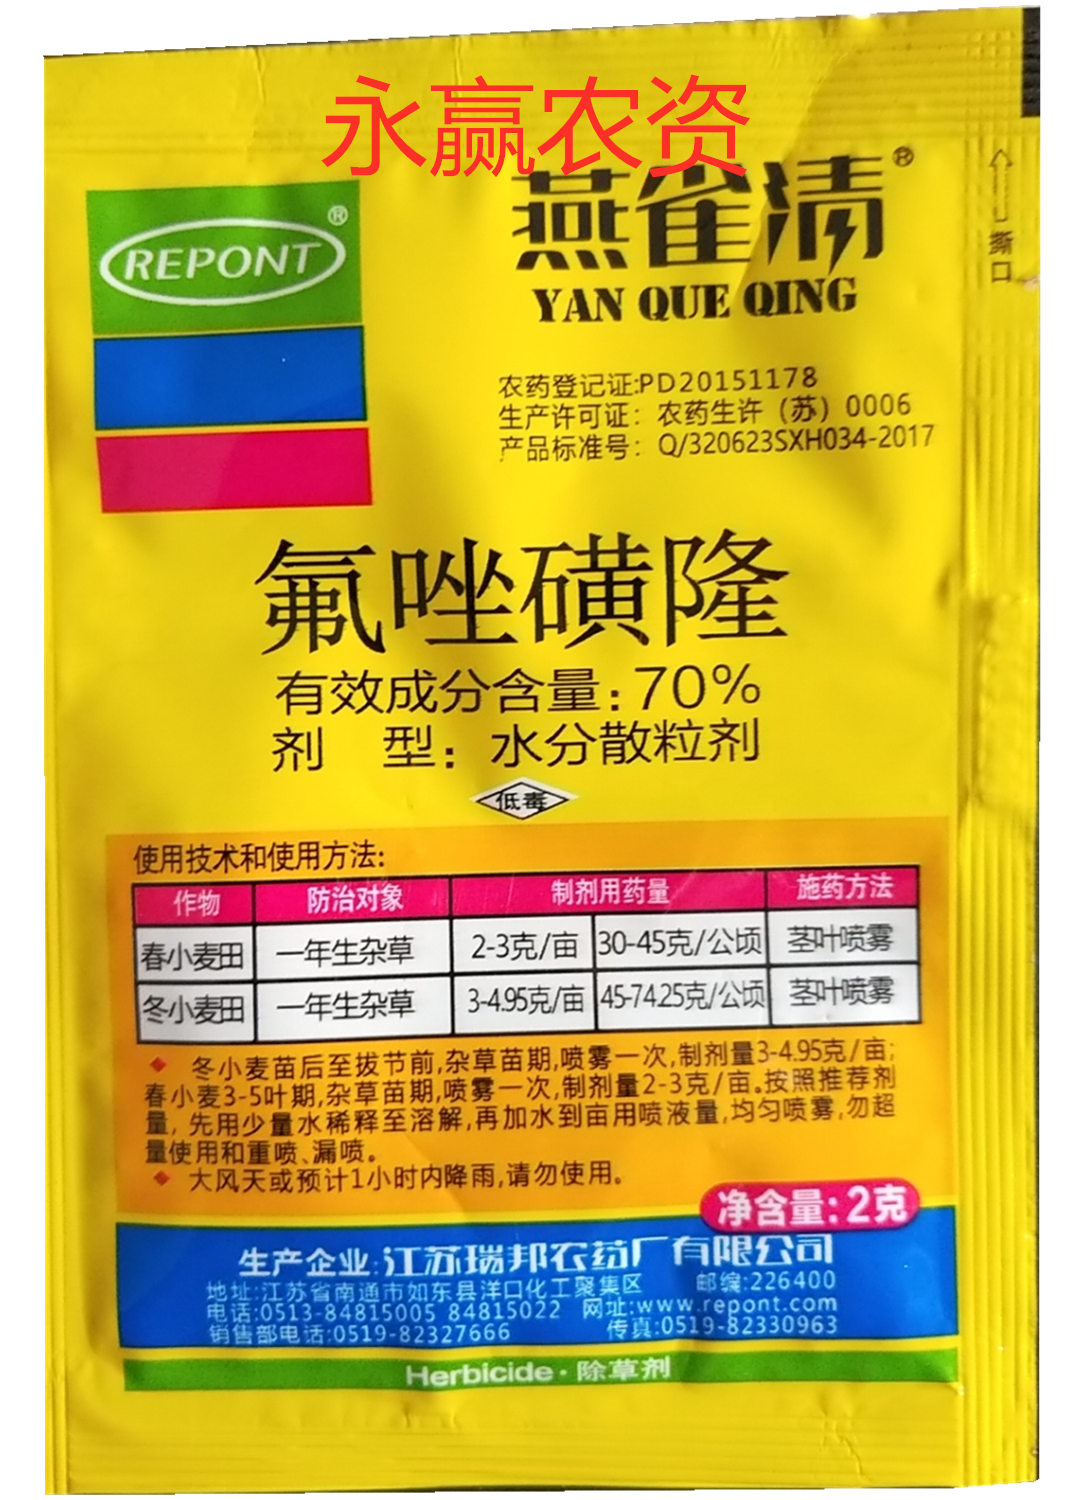 永赢农资
燕雀清®
REPONT®
YAN QUE QING
撕口
农药登记证:PD20151178
生产许可证：农药生许（苏）0006
产品标准号：Q/320623SXH034-2017
氟唑磺隆
有效成分含量:70%
剂 型：水分散粒剂
低毒
使用技术和使用方法:
作物 防治对象 制剂用药量 施药方法
春小麦田 一年生杂草 2-3克/亩 30-45克/公顷 茎叶喷雾
冬小麦田 一年生杂草 3-4.95克/亩 45-74.25克/公顷 茎叶喷雾
◆ 冬小麦苗后至拔节前,杂草苗期,喷雾一次,制剂量3-4.95克/亩;
春小麦3-5叶期,杂草苗期,喷雾一次,制剂量2-3克/亩。按照推荐剂
量,先用少量水稀释至溶解,再加水到亩用喷液量,均匀喷雾,勿超
量使用和重喷、漏喷。
◆ 大风天或预计1小时内降雨,请勿使用。
净含量:2克
生产企业:江苏瑞邦农药厂有限公司
地址:江苏省南通市如东县洋口化工聚集区 邮编:226400
电话:0513-84815005 84815022 网址:www.repont.com
销售部电话:0519-82327666 传真:0519-82330963
Herbicide·除草剂